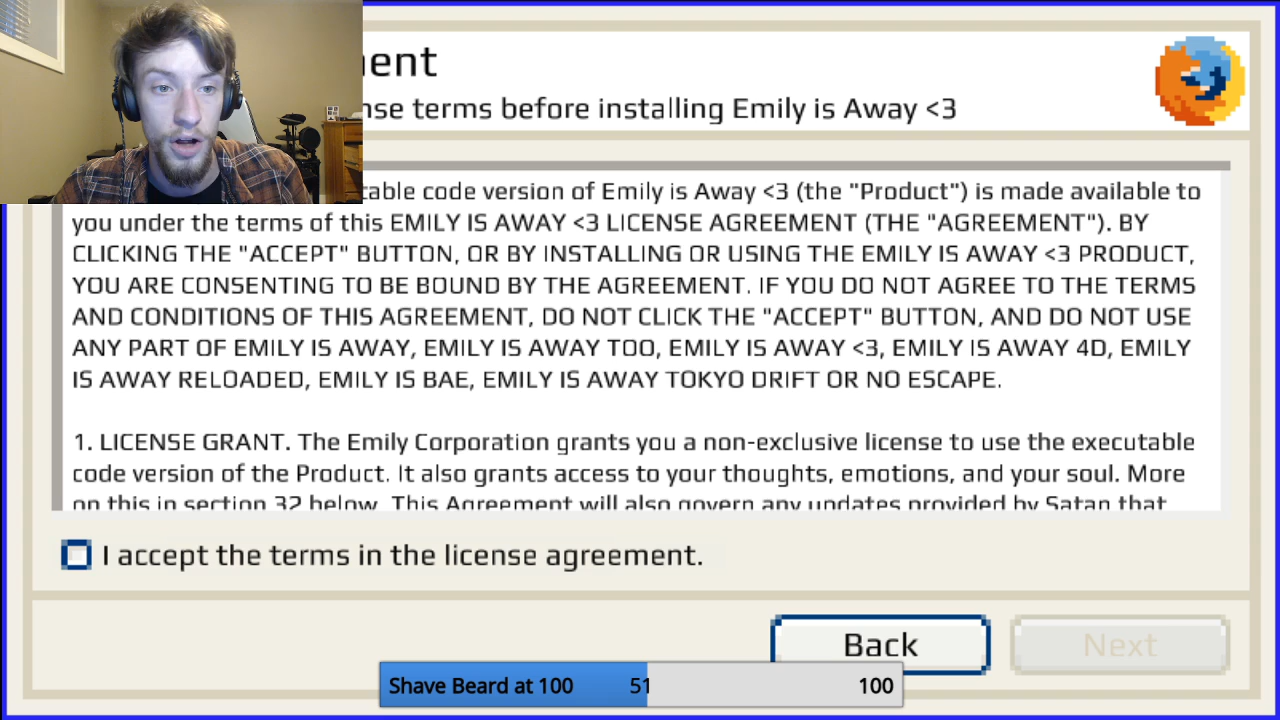 ent
nse terms before installing Emily is Away <3
cable code version of Emily is Away <3 (the "Product") is made available to
you under the terms of this EMILY IS AWAY <3 LICENSE AGREEMENT (THE "AGREEMENT"). BY
CLICKING THE "ACCEPT" BUTTON, OR BY INSTALLING OR USING THE EMILY IS AWAY <3 PRODUCT,
YOU ARE CONSENTING TO BE BOUND BY THE AGREEMENT. IF YOU DO NOT AGREE TO THE TERMS
AND CONDITIONS OF THIS AGREEMENT, DO NOT CLICK THE "ACCEPT" BUTTON, AND DO NOT USE
ANY PART OF EMILY IS AWAY, EMILY IS AWAY TOO, EMILY IS AWAY <3, EMILY IS AWAY 4D, EMILY
IS AWAY RELOADED, EMILY IS BAE, EMILY IS AWAY TOKYO DRIFT OR NO ESCAPE.
1. LICENSE GRANT. The Emily Corporation grants you a non-exclusive license to use the executable
code version of the Product. It also grants access to your thoughts, emotions, and your soul. More
on this in section 32 below. This Agreement will also govern any updates provided by Satan that
I accept the terms in the license agreement.
Back Next
Shave Beard at 100 51 100